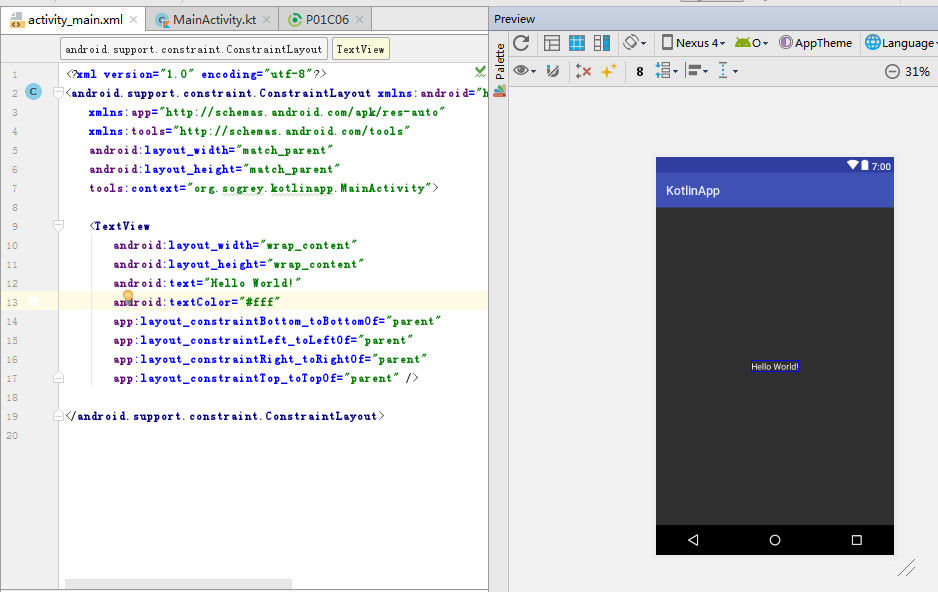 activity_main.xml
MainActivity.kt
P01C06
Preview
android.support.constraint.ConstraintLayout
TextView
Palette
Nexus 4
O
AppTheme
Language
8
31%
1 <?xml version="1.0" encoding="utf-8"?>
2 <android.support.constraint.ConstraintLayout xmlns:android="h
3 xmlns:app="http://schemas.android.com/apk/res-auto"
4 xmlns:tools="http://schemas.android.com/tools"
5 android:layout_width="match_parent"
6 android:layout_height="match_parent"
7 tools:context="org.sogrey.kotlinapp.MainActivity">
8
9 <TextView
10 android:layout_width="wrap_content"
11 android:layout_height="wrap_content"
12 android:text="Hello World!"
13 android:textColor="#fff"
14 app:layout_constraintBottom_toBottomOf="parent"
15 app:layout_constraintLeft_toLeftOf="parent"
16 app:layout_constraintRight_toRightOf="parent"
17 app:layout_constraintTop_toTopOf="parent" />
18
19 </android.support.constraint.ConstraintLayout>
20
C
7:00
KotlinApp
Hello World!